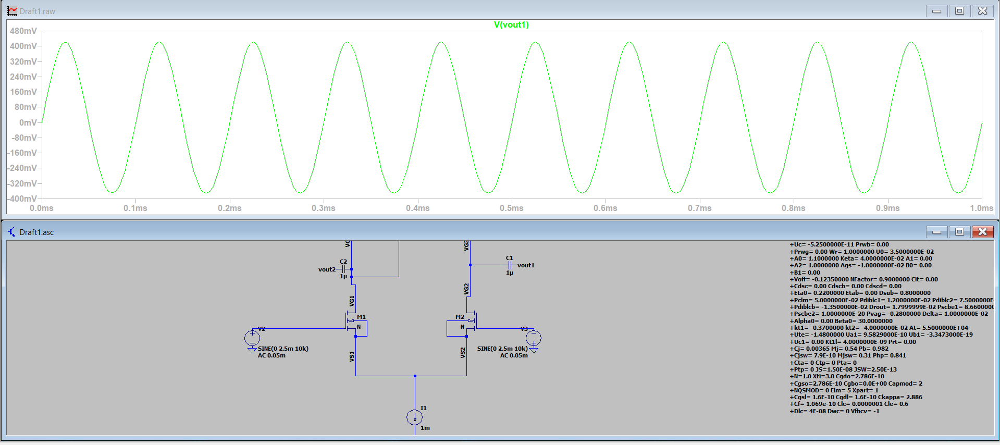 Draft1.raw
V(vout1)
480mV
400mV
320mV
240mV
160mV
80mV
0mV
-80mV
-160mV
-240mV
-320mV
-400mV
0.0ms 0.1ms 0.2ms 0.3ms 0.4ms 0.5ms 0.6ms 0.7ms 0.8ms 0.9ms 1.0ms
Draft1.asc
C2
vout2
1µ
C1
vout1
1µ
VG1
VG2
M1
N
M2
N
V2
SINE(0 2.5m 10k)
AC 0.05m
V3
SINE(0 2.5m 10k)
AC 0.05m
VS1
VS2
I1
1m
+Uc= -5.2500000E-11 Prwb= 0.00
+Prwg= 0.00 Wr= 1.0000000 U0= 3.5000000E-02
+A0= 1.1000000 Keta= 4.0000000E-02 A1= 0.00
+A2= 1.0000000 Ags= -1.0000000E-02 B0= 0.00
+B1= 0.00
+Voff= -0.12350000 NFactor= 0.9000000 Cit= 0.00
+Cdsc= 0.00 Cdscb= 0.00 Cdscd= 0.00
+Eta0= 0.2200000 Etab= 0.00 Dsub= 0.8000000
+Pclm= 5.0000000E-02 Pdiblc1= 1.2000000E-02 Pdiblc2= 7.5000000E
+Pdiblcb= -1.3500000E-02 Drout= 1.7999999E-02 Pscbe1= 8.6600000
+Pscbe2= 1.0000000E-20 Pvag= -0.2800000 Delta= 1.0000000E-02
+Alpha0= 0.00 Beta0= 30.0000000
+kt1= -0.3700000 kt2= -4.0000000E-02 At= 5.5000000E+04
+Ute= -1.4800000 Ua1= 9.5829000E-10 Ub1= -3.3473000E-19
+Uc1= 0.00 Kt1l= 4.0000000E-09 Prt= 0.00
+Cj= 0.00365 Mj= 0.54 Pb= 0.982
+Cjsw= 7.9E-10 Mjsw= 0.31 Php= 0.841
+Cta= 0 Ctp= 0 Pta= 0
+Ptp= 0 JS=1.50E-08 JSW=2.50E-13
+N=1.0 Xti=3.0 Cgdo=2.786E-10
+Cgso=2.786E-10 Cgbo=0.0E+00 Capmod= 2
+NQSMOD= 0 Elm= 5 Xpart= 1
+Cgsl= 1.6E-10 Cgdl= 1.6E-10 Ckappa= 2.886
+Cf= 1.069e-10 Clc= 0.0000001 Cle= 0.6
+Dlc= 4E-08 Dwc= 0 Vfbcv= -1